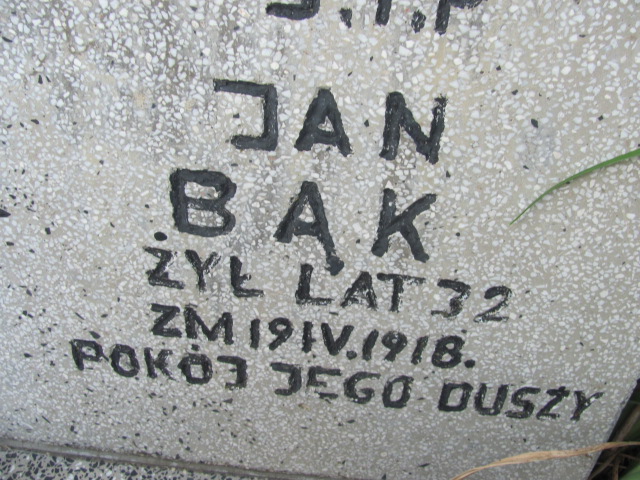 Ś.†.P
JAN
BĄK
ŻYŁ LAT 32
ZM 19 IV. 1918.
POKÓJ JEGO DUSZY